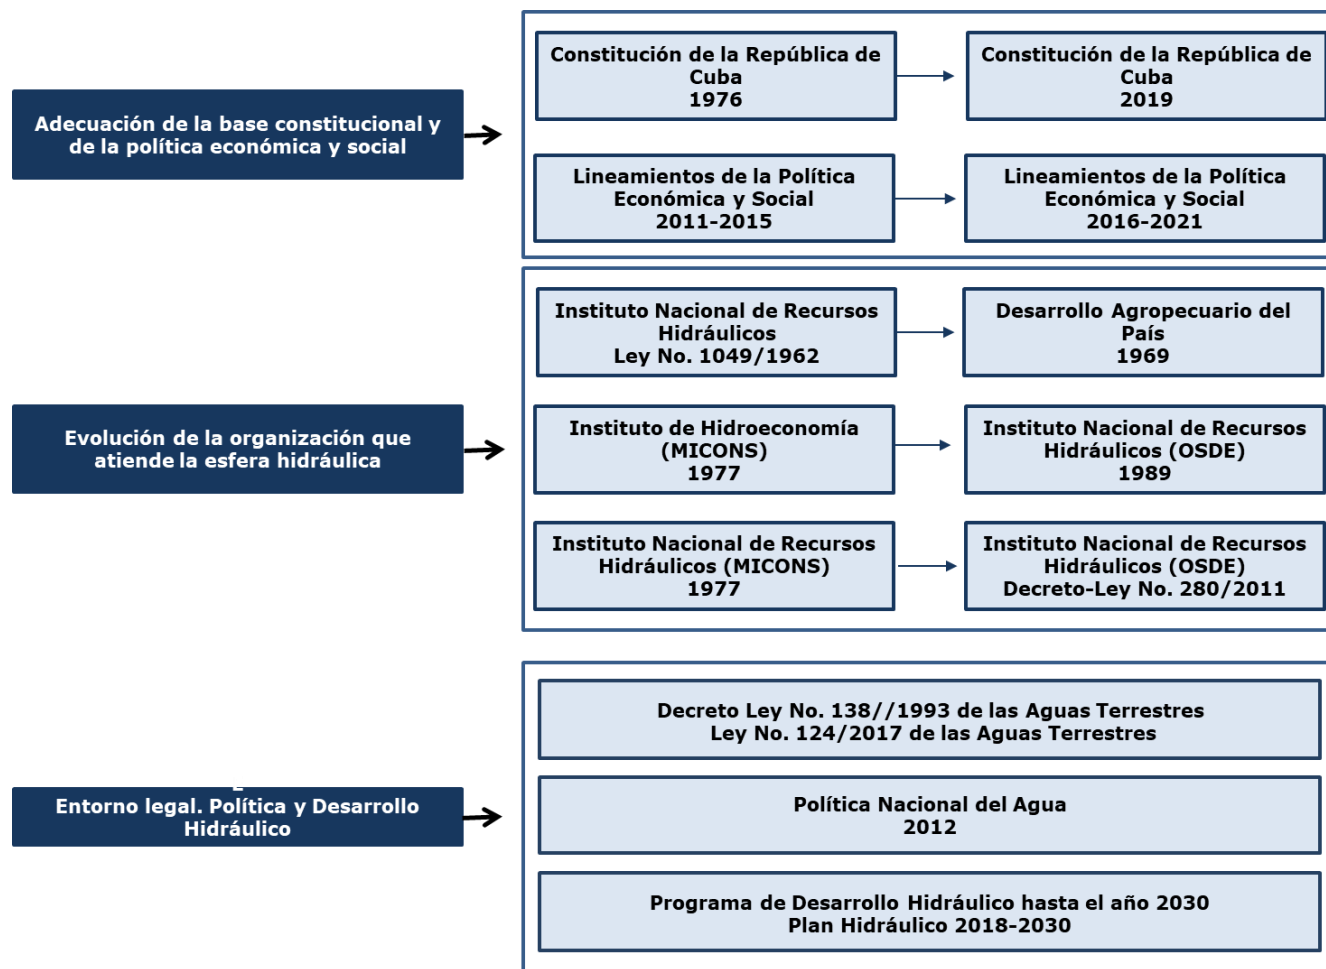 Adecuación de la base constitucional y
de la política económica y social
Constitución de la República de
Cuba
1976
Constitución de la República de
Cuba
2019
Lineamientos de la Política
Económica y Social
2011-2015
Lineamientos de la Política
Económica y Social
2016-2021
Evolución de la organización que
atiende la esfera hidráulica
Instituto Nacional de Recursos
Hidráulicos
Ley No. 1049/1962
Desarrollo Agropecuario del
País
1969
Instituto de Hidroeconomía
(MICONS)
1977
Instituto Nacional de Recursos
Hidráulicos (OSDE)
1989
Instituto Nacional de Recursos
Hidráulicos (MICONS)
1977
Instituto Nacional de Recursos
Hidráulicos (OSDE)
Decreto-Ley No. 280/2011
Entorno legal. Política y Desarrollo
Hidráulico
Decreto Ley No. 138//1993 de las Aguas Terrestres
Ley No. 124/2017 de las Aguas Terrestres
Política Nacional del Agua
2012
Programa de Desarrollo Hidráulico hasta el año 2030
Plan Hidráulico 2018-2030